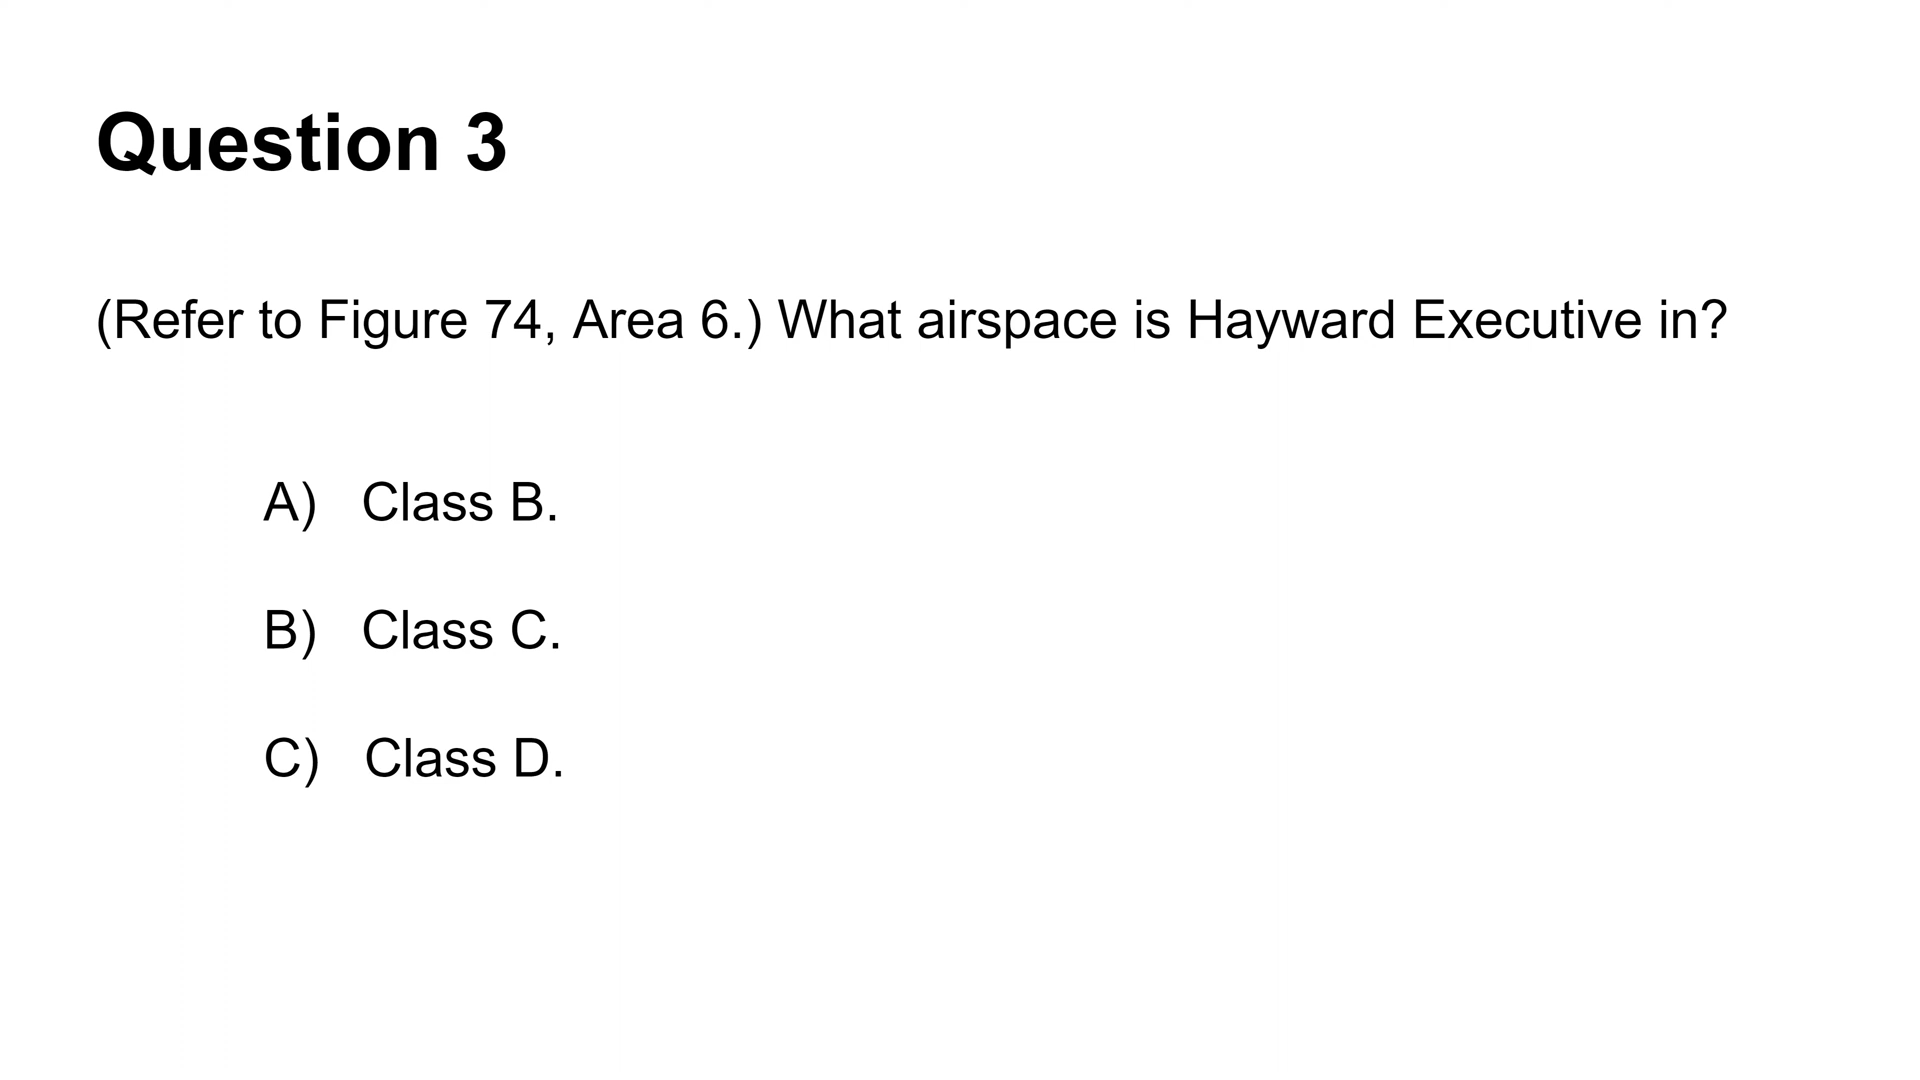 Question 3
(Refer to Figure 74, Area 6.) What airspace is Hayward Executive in?
A) Class B.
B) Class C.
C) Class D.